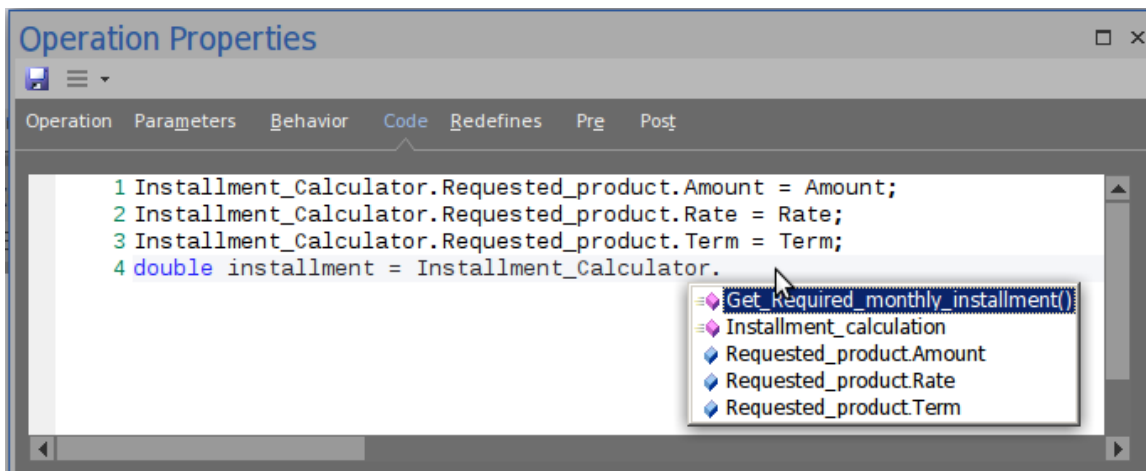 Operation Properties
Operation Parameters Behavior Code Redefines Pre Post
1 Installment_Calculator.Requested_product.Amount = Amount;
2 Installment_Calculator.Requested_product.Rate = Rate;
3 Installment_Calculator.Requested_product.Term = Term;
4 double installment = Installment_Calculator.
Get_Required_monthly_installment()
Installment_calculation
Requested_product.Amount
Requested_product.Rate
Requested_product.Term